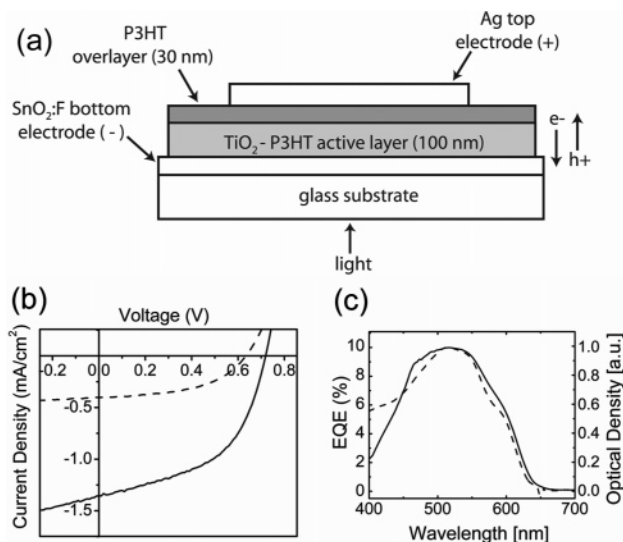 (a)
P3HT
overlayer (30 nm)
Ag top
electrode (+)
SnO₂:F bottom
electrode (-)
TiO₂ - P3HT active layer (100 nm)
e-
h+
glass substrate
light
(b)
Voltage (V)
-0.2 0.0 0.2 0.4 0.6 0.8
Current Density (mA/cm²)
-0.5
-1.0
-1.5
(c)
EQE (%)
10
8
6
4
2
0
Optical Density [a.u.]
1.0
0.8
0.6
0.4
0.2
0.0
400 500 600 700
Wavelength [nm]